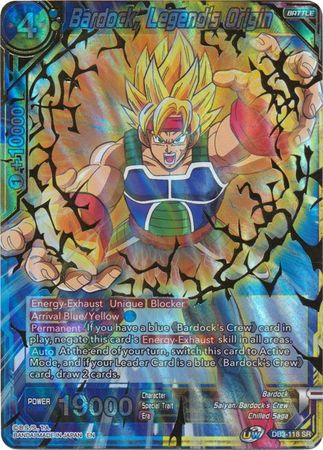 4
Bardock, Legend's Origin
BATTLE
+10000
Energy-Exhaust Unique Blocker
Arrival Blue/Yellow
Permanent If you have a blue 《Bardock's Crew》 card in
play, negate this card's Energy-Exhaust skill in all areas.
Auto At the end of your turn, switch this card to Active
Mode, and if your Leader Card is a blue 《Bardock's Crew》
card, draw 2 cards.
BANDAI MADE IN JAPAN EN
POWER 19000
Character Bardock
Special Trait Saiyan, Bardock's Crew
Era Chilled Saga
UW DB3-118 SR